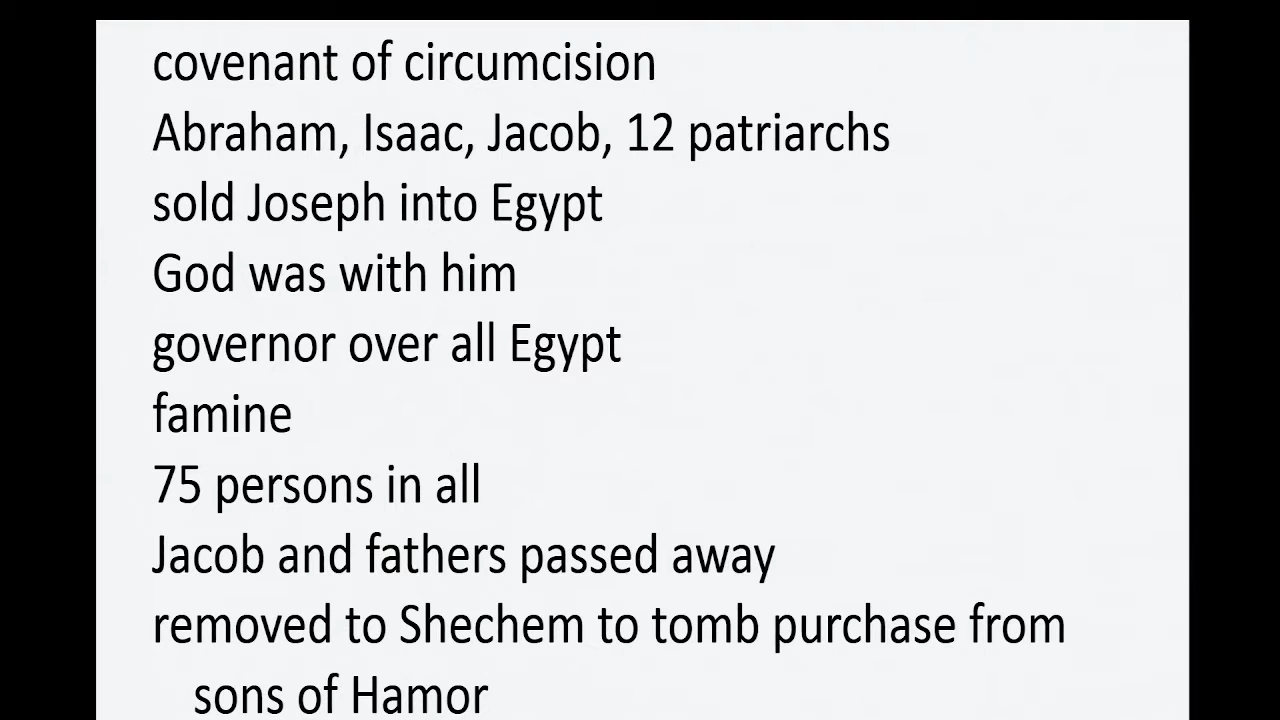 covenant of circumcision
Abraham, Isaac, Jacob, 12 patriarchs
sold Joseph into Egypt
God was with him
governor over all Egypt
famine
75 persons in all
Jacob and fathers passed away
removed to Shechem to tomb purchase from
sons of Hamor